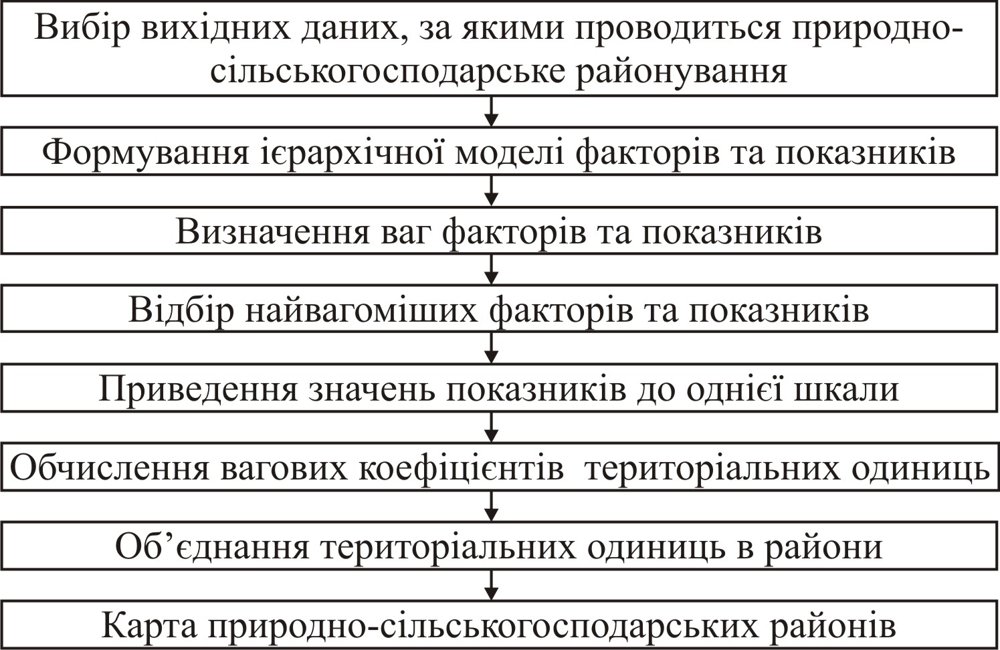 Вибір вихідних даних, за якими проводиться природно-
сільськогосподарське районування
Формування ієрархічної моделі факторів та показників
Визначення ваг факторів та показників
Відбір найвагоміших факторів та показників
Приведення значень показників до однієї шкали
Обчислення вагових коефіцієнтів територіальних одиниць
Об’єднання територіальних одиниць в райони
Карта природно-сільськогосподарських районів